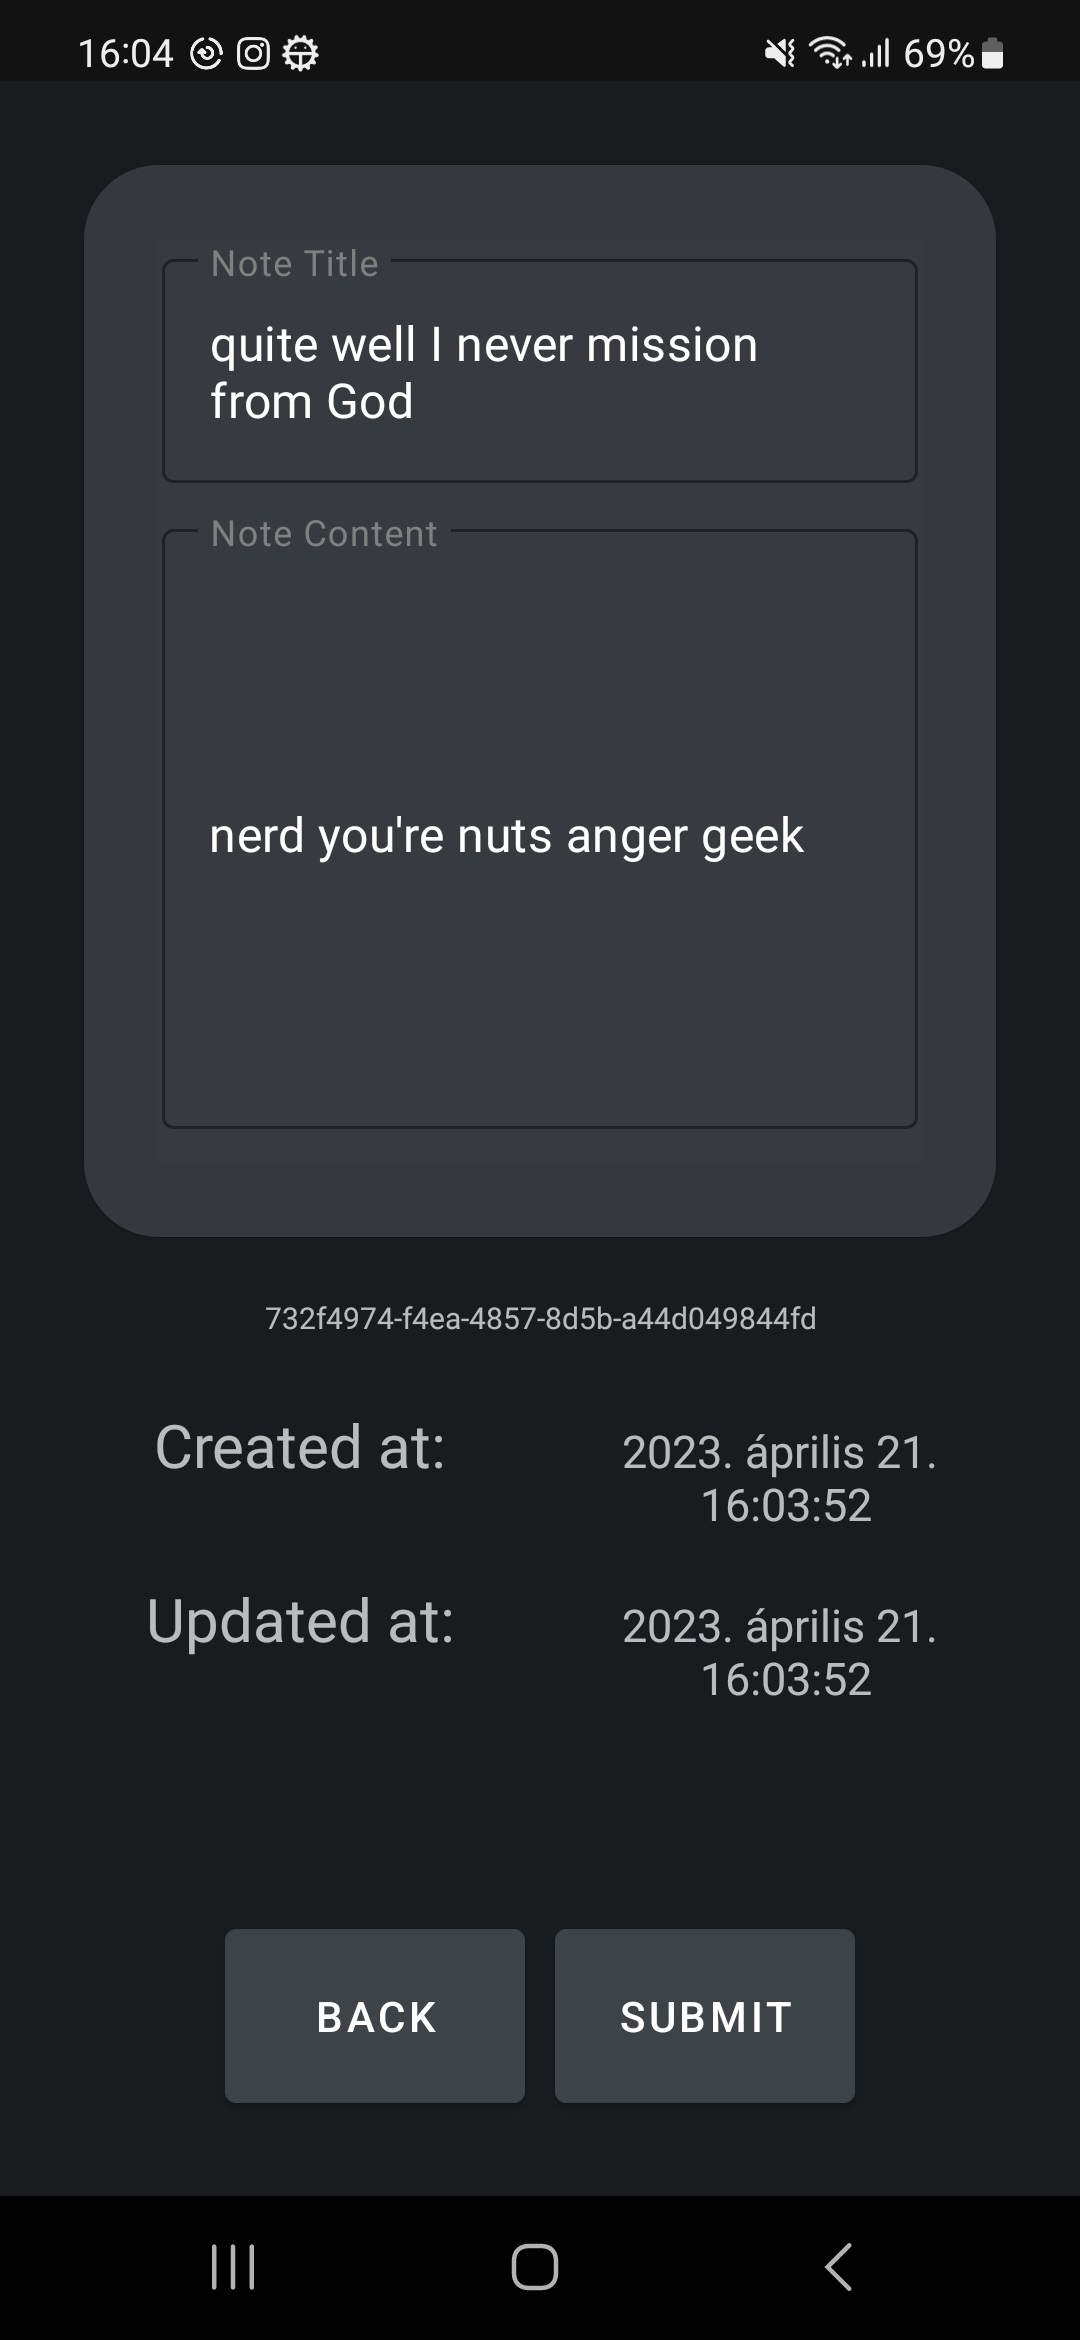 16:04 69%
Note Title
quite well I never mission
from God
Note Content
nerd you're nuts anger geek
732f4974-f4ea-4857-8d5b-a44d049844fd
Created at: 2023. április 21.
16:03:52
Updated at: 2023. április 21.
16:03:52
BACK SUBMIT